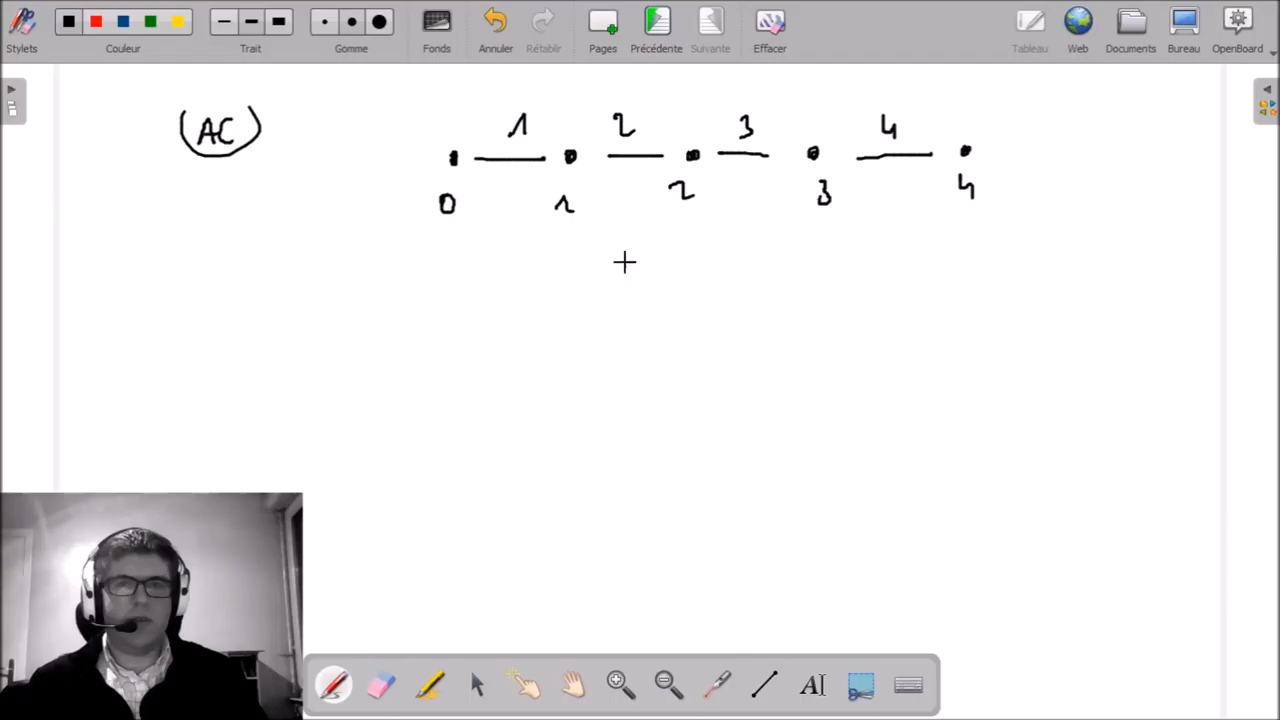 Stylets Couleur Trait Gomme Fonds Annuler Rétablir Pages Précédente Suivante Effacer Tableau Web Documents Bureau OpenBoard
AC 1 2 3 4
0 1 2 3 4
AI